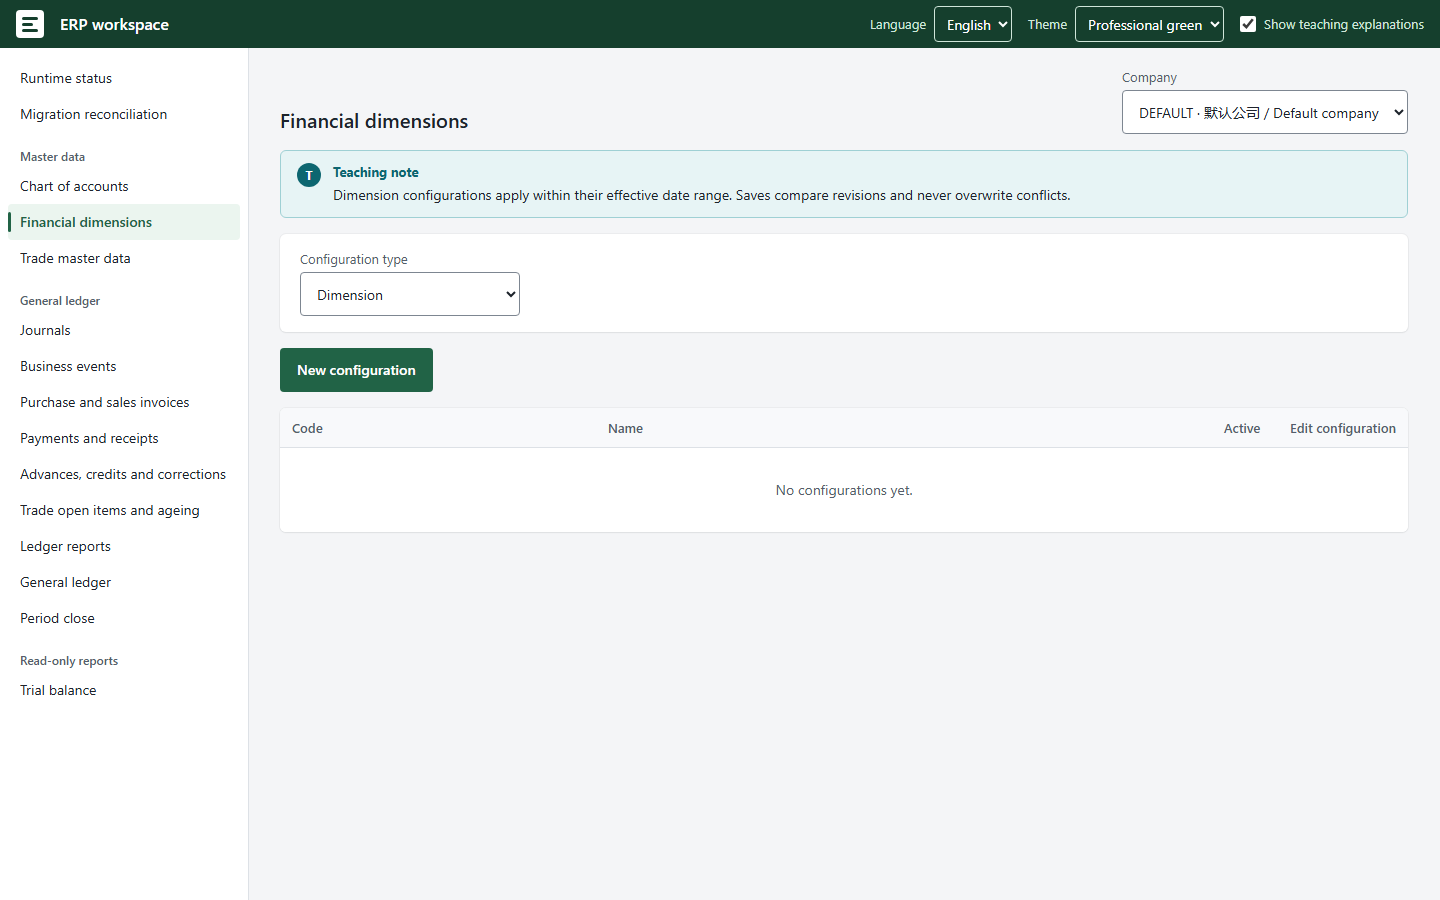 ERP workspace
Language English Theme Professional green Show teaching explanations
Runtime status
Migration reconciliation
Master data
Chart of accounts
Financial dimensions
Trade master data
General ledger
Journals
Business events
Purchase and sales invoices
Payments and receipts
Advances, credits and corrections
Trade open items and ageing
Ledger reports
General ledger
Period close
Read-only reports
Trial balance
Company
DEFAULT · 默认公司 / Default company
Financial dimensions
T
Teaching note
Dimension configurations apply within their effective date range. Saves compare revisions and never overwrite conflicts.
Configuration type
Dimension
New configuration
Code Name Active Edit configuration
No configurations yet.